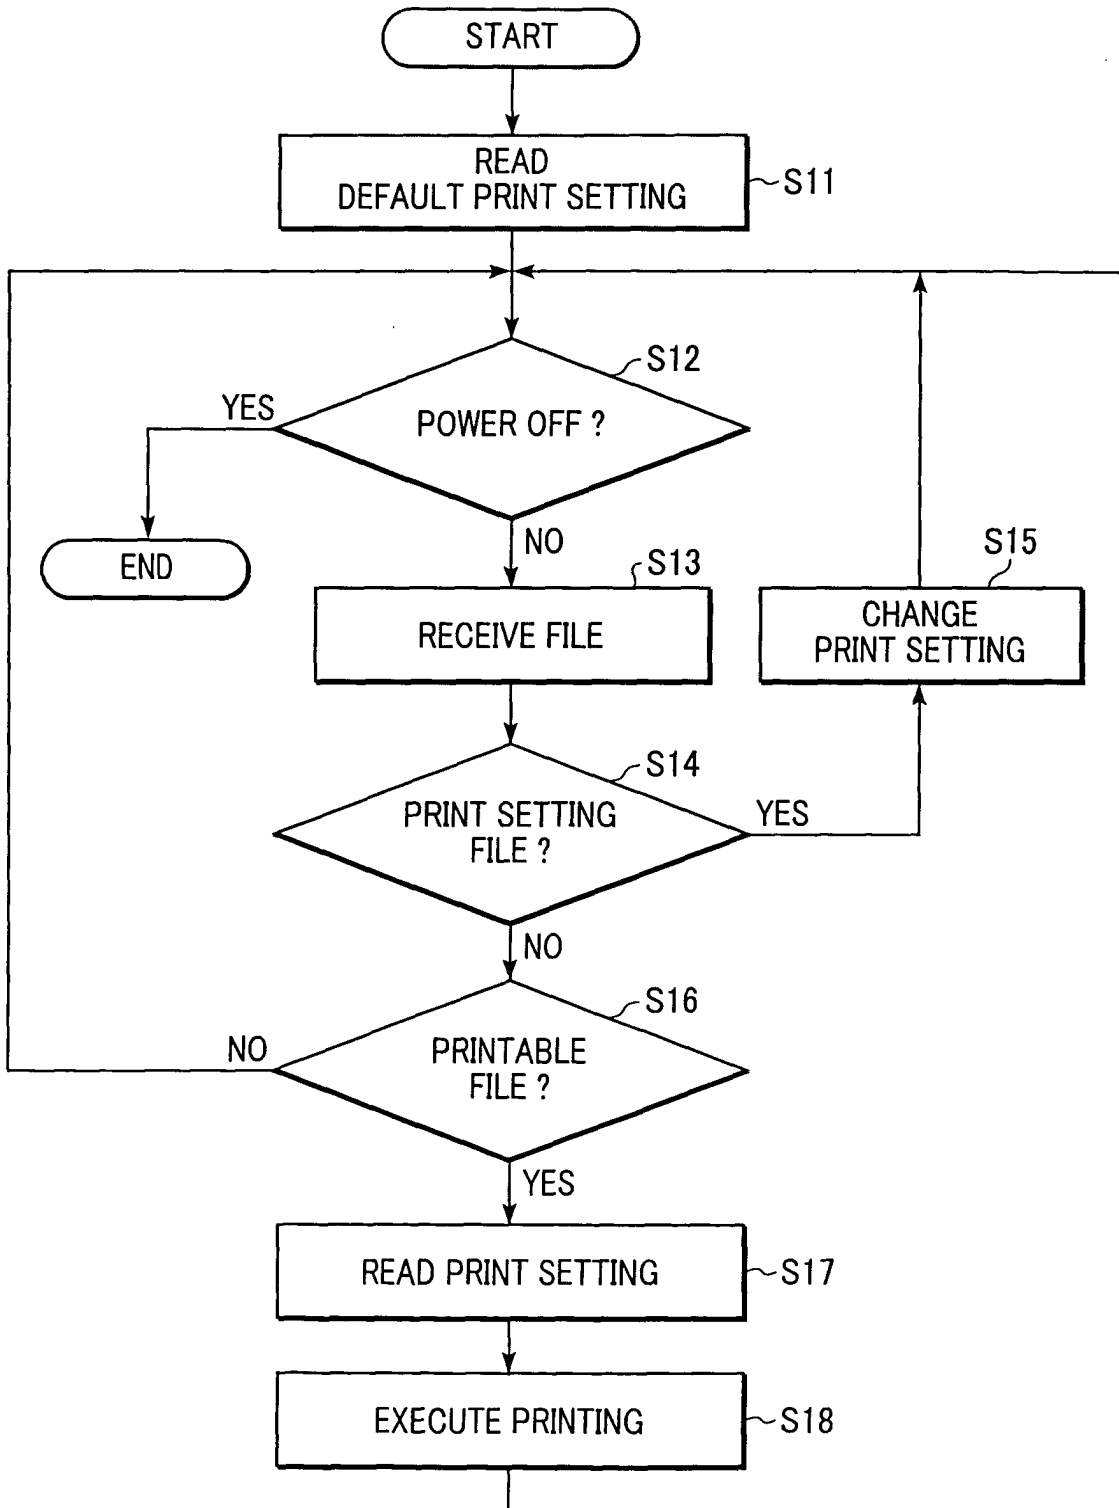 START
READ
DEFAULT PRINT SETTING
S11
S12
YES
POWER OFF ?
NO
END
S13
RECEIVE FILE
S15
CHANGE
PRINT SETTING
S14
PRINT SETTING
FILE ?
YES
NO
S16
NO
PRINTABLE
FILE ?
YES
READ PRINT SETTING
S17
EXECUTE PRINTING
S18